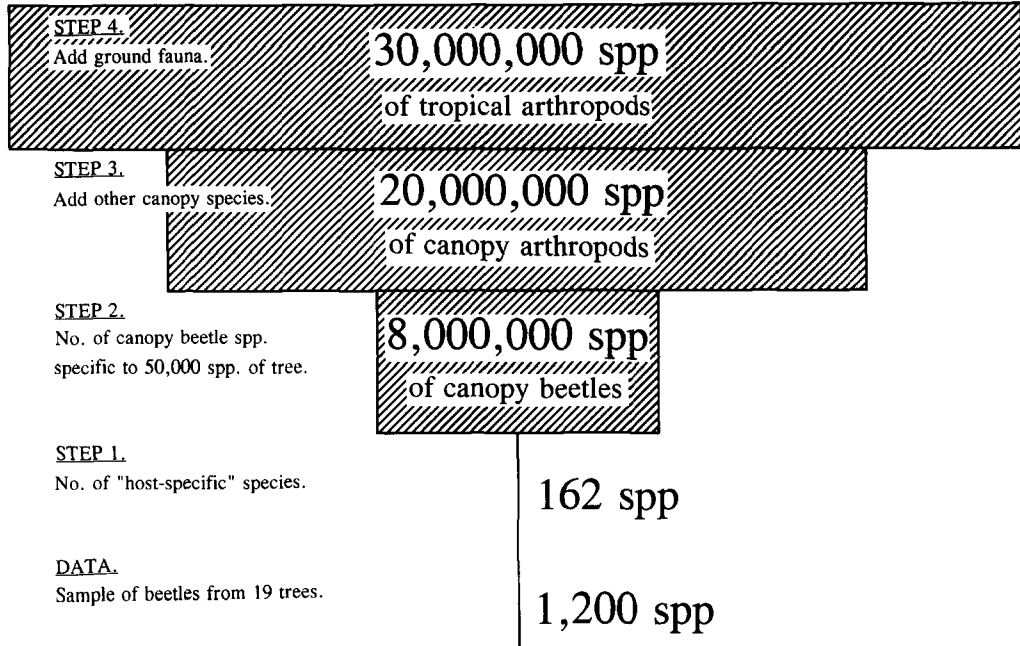 STEP 4.
Add ground fauna.
30,000,000 spp
of tropical arthropods
STEP 3.
Add other canopy species.
20,000,000 spp
of canopy arthropods
STEP 2.
No. of canopy beetle spp.
specific to 50,000 spp. of tree.
8,000,000 spp
of canopy beetles
STEP 1.
No. of "host-specific" species.
162 spp
DATA.
Sample of beetles from 19 trees.
1,200 spp